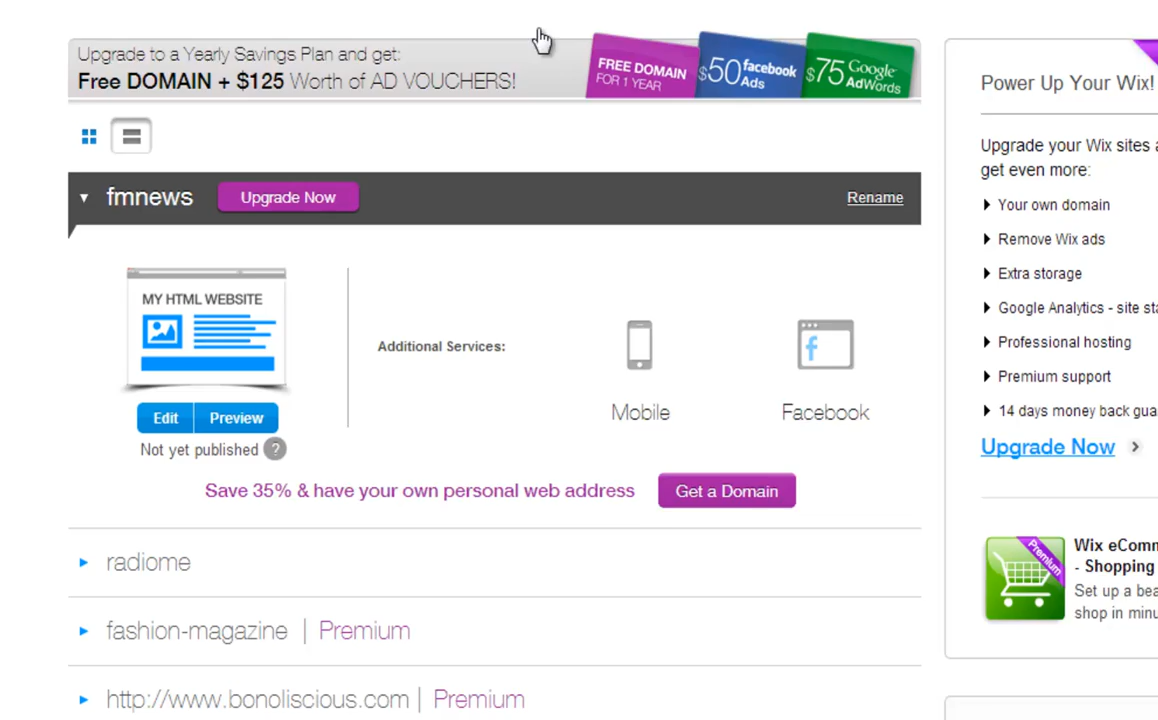 Upgrade to a Yearly Savings Plan and get:
Free DOMAIN + $125 Worth of AD VOUCHERS!
FREE DOMAIN
FOR 1 YEAR
$50 facebook
Ads
$75 Google
AdWords
fmnews
Upgrade Now
Rename
MY HTML WEBSITE
Edit
Preview
Not yet published ?
Additional Services:
Mobile
Facebook
Save 35% & have your own personal web address
Get a Domain
radiome
fashion-magazine | Premium
http://www.bonoliscious.com | Premium
Power Up Your Wix!
Upgrade your Wix sites
get even more:
Your own domain
Remove Wix ads
Extra storage
Google Analytics - site
Professional hosting
Premium support
14 days money back
Upgrade Now
Premium
Wix
- Shopping
Set up a
shop in